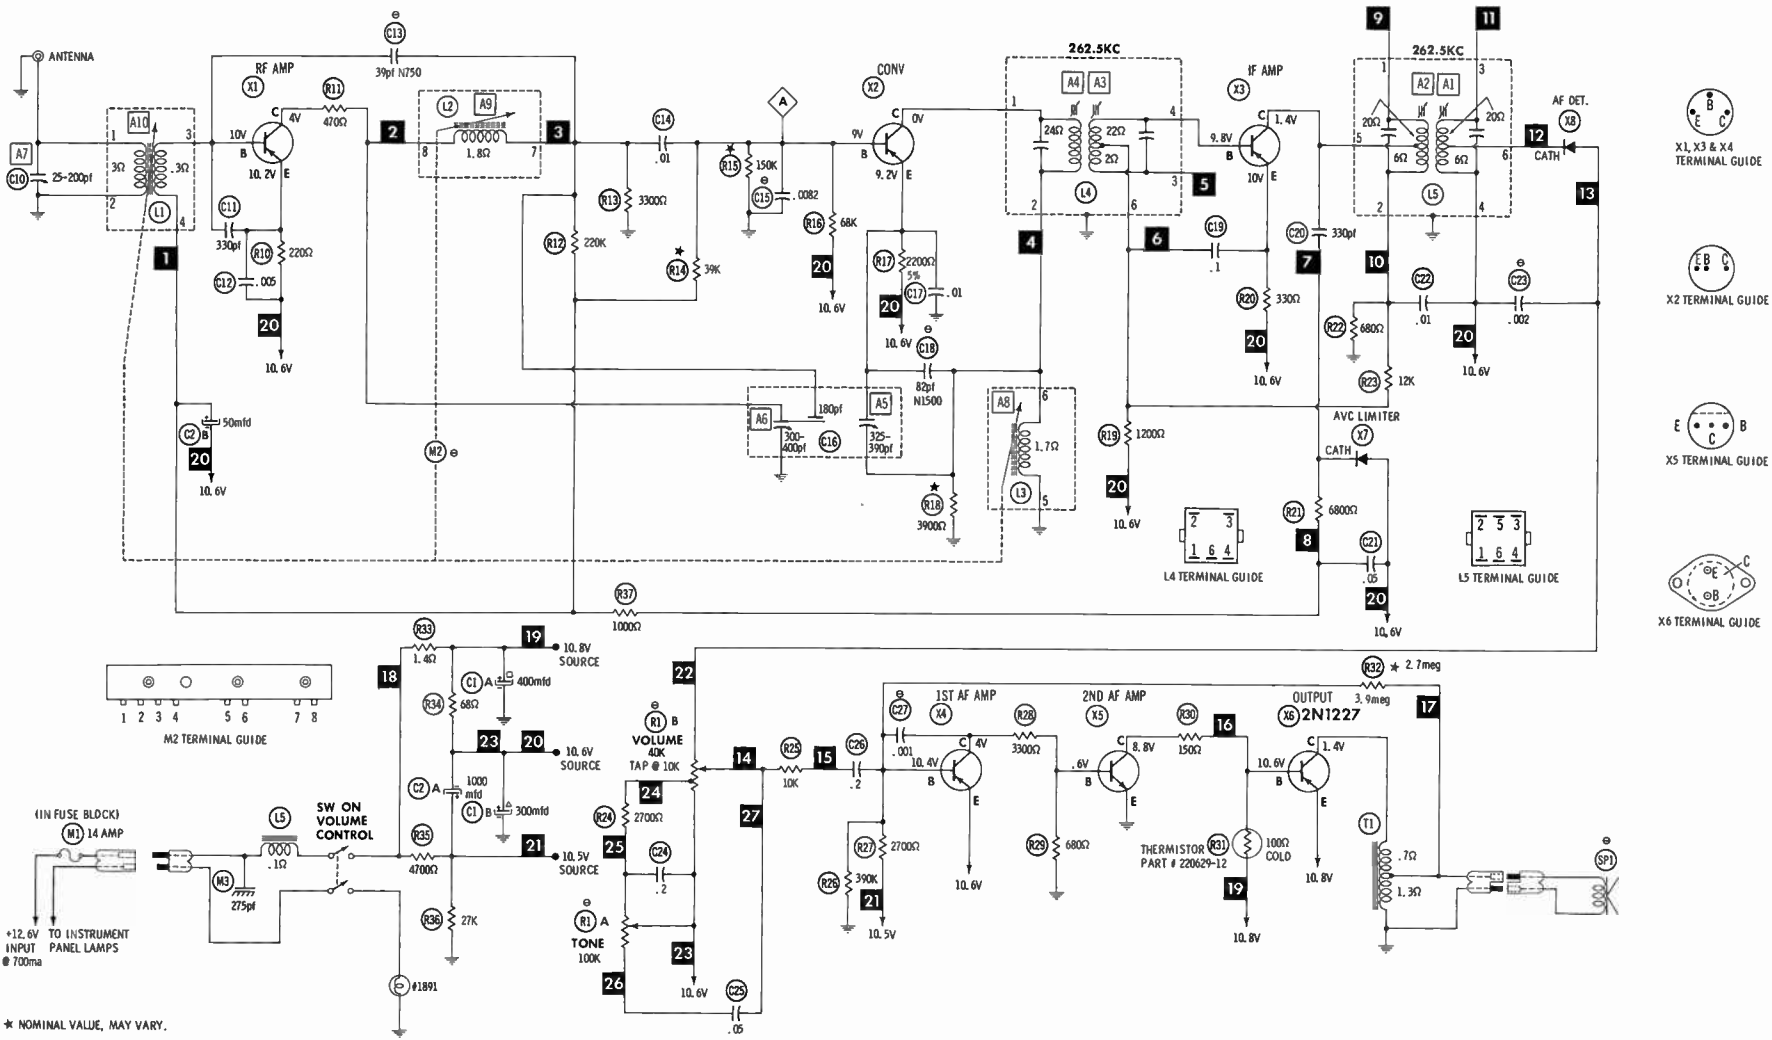 ANTENNA
A7
C10
25-200pf
A10
1
3
3Ω
.3Ω
2
4
L1
1
C13
39pf N750
RF AMP
X1
C
4V
10V
B
10.2V
E
R11
470Ω
C11
330pf
R10
220Ω
C12
.005
20
10.6V
C2 B
50mfd
20
10.6V
2
L2
A9
8
1.8Ω
7
3
C14
.01
R13
3300Ω
R12
220K
R14
39K
R15
150K
C15
.0082
A
R16
68K
20
10.6V
CONV
X2
C
0V
9V
B
9.2V
E
R17
2200Ω
5%
C17
.01
20
10.6V
C18
82pf
N1500
A6
300-
400pf
180pf
C16
A5
325-
390pf
R18
3900Ω
M2
262.5KC
A4
A3
1
4
24Ω
22Ω
2Ω
L4
2
6
3
5
4
6
A8
6
1.7Ω
L3
5
IF AMP
X3
C
1.4V
9.8V
B
10V
E
C19
.1
R20
330Ω
20
10.6V
C20
330pf
7
R19
1200Ω
20
10.6V
9
11
262.5KC
1
3
A2
A1
20Ω
20Ω
5
6Ω
6Ω
6
2
L5
4
10
R22
680Ω
C22
.01
C23
.002
20
10.6V
R23
12K
AVC LIMITER
X7
CATH
R21
6800Ω
8
C21
.05
20
10.6V
AF DET.
X8
12
CATH
13
B
E C
X1, X3 & X4
TERMINAL GUIDE
E B C
X2 TERMINAL GUIDE
E B
C
X5 TERMINAL GUIDE
E C
B
X6 TERMINAL GUIDE
2 3
1 6 4
L4 TERMINAL GUIDE
2 5 3
1 6 4
L5 TERMINAL GUIDE
R37
1000Ω
1 2 3 4 5 6 7 8
M2 TERMINAL GUIDE
R33
1.4Ω
18
19
10.8V
SOURCE
C1 A
400mfd
R34
68Ω
23
20
10.6V
SOURCE
C2 A
1000
mfd
C1 B
300mfd
R35
4700Ω
21
10.5V
SOURCE
R36
27K
#1891
(IN FUSE BLOCK)
M1 14 AMP
L5
.1Ω
SW ON
VOLUME
CONTROL
M3
275pf
+12.6V
INPUT
@ 700ma
TO INSTRUMENT
PANEL LAMPS
★ NOMINAL VALUE, MAY VARY.
22
R1 B
VOLUME
40K
TAP @ 10K
14
24
R24
2700Ω
25
C24
.2
R1 A
TONE
100K
26
23
10.6V
27
C25
.05
R25
10K
15
C26
.2
R26
390K
R27
2700Ω
21
10.5V
C27
.001
1ST AF AMP
X4
C
4V
10.4V
B
E
10.6V
R28
3300Ω
R29
680Ω
2ND AF AMP
X5
C
8.8V
.6V
B
E
R30
150Ω
16
THERMISTOR
PART # 220629-12
R31
100Ω
COLD
19
10.8V
OUTPUT
X6 2N1227
C
1.4V
10.6V
B
E
10.8V
R32 ★ 2.7meg
3.9meg
17
T1
.7Ω
1.3Ω
SP1